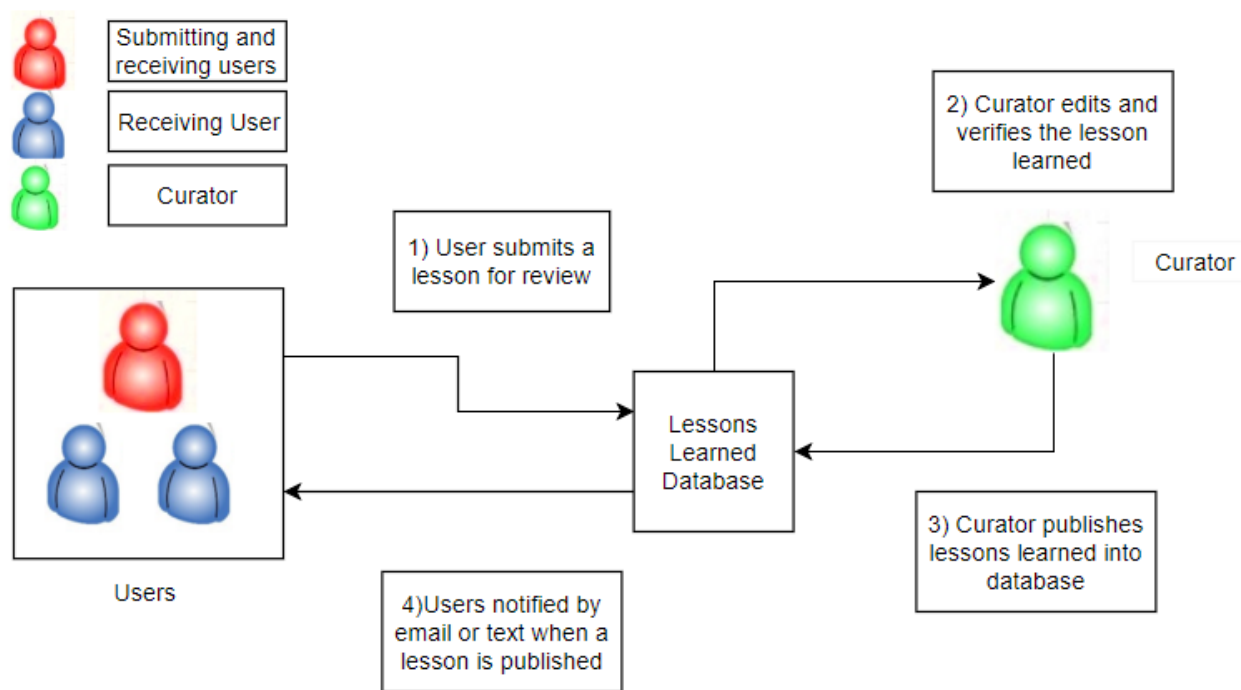 Submitting and
receiving users
Receiving User
Curator
1) User submits a
lesson for review
2) Curator edits and
verifies the lesson
learned
Curator
Lessons
Learned
Database
3) Curator publishes
lessons learned into
database
Users
4)Users notified by
email or text when a
lesson is published